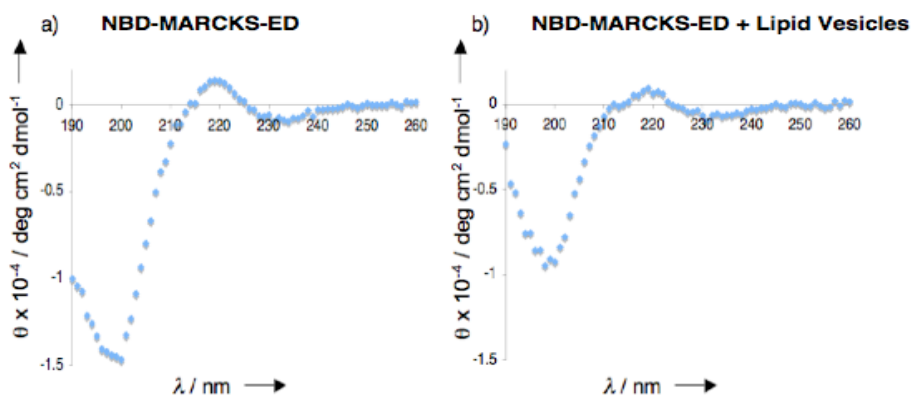 a) NBD-MARCKS-ED
θ x 10⁻⁴ / deg cm² dmol⁻¹
0
-0.5
-1
-1.5
190 200 210 220 230 240 250 260
λ / nm
b) NBD-MARCKS-ED + Lipid Vesicles
θ x 10⁻⁴ / deg cm² dmol⁻¹
0
-0.5
-1
-1.5
190 200 210 220 230 240 250 260
λ / nm